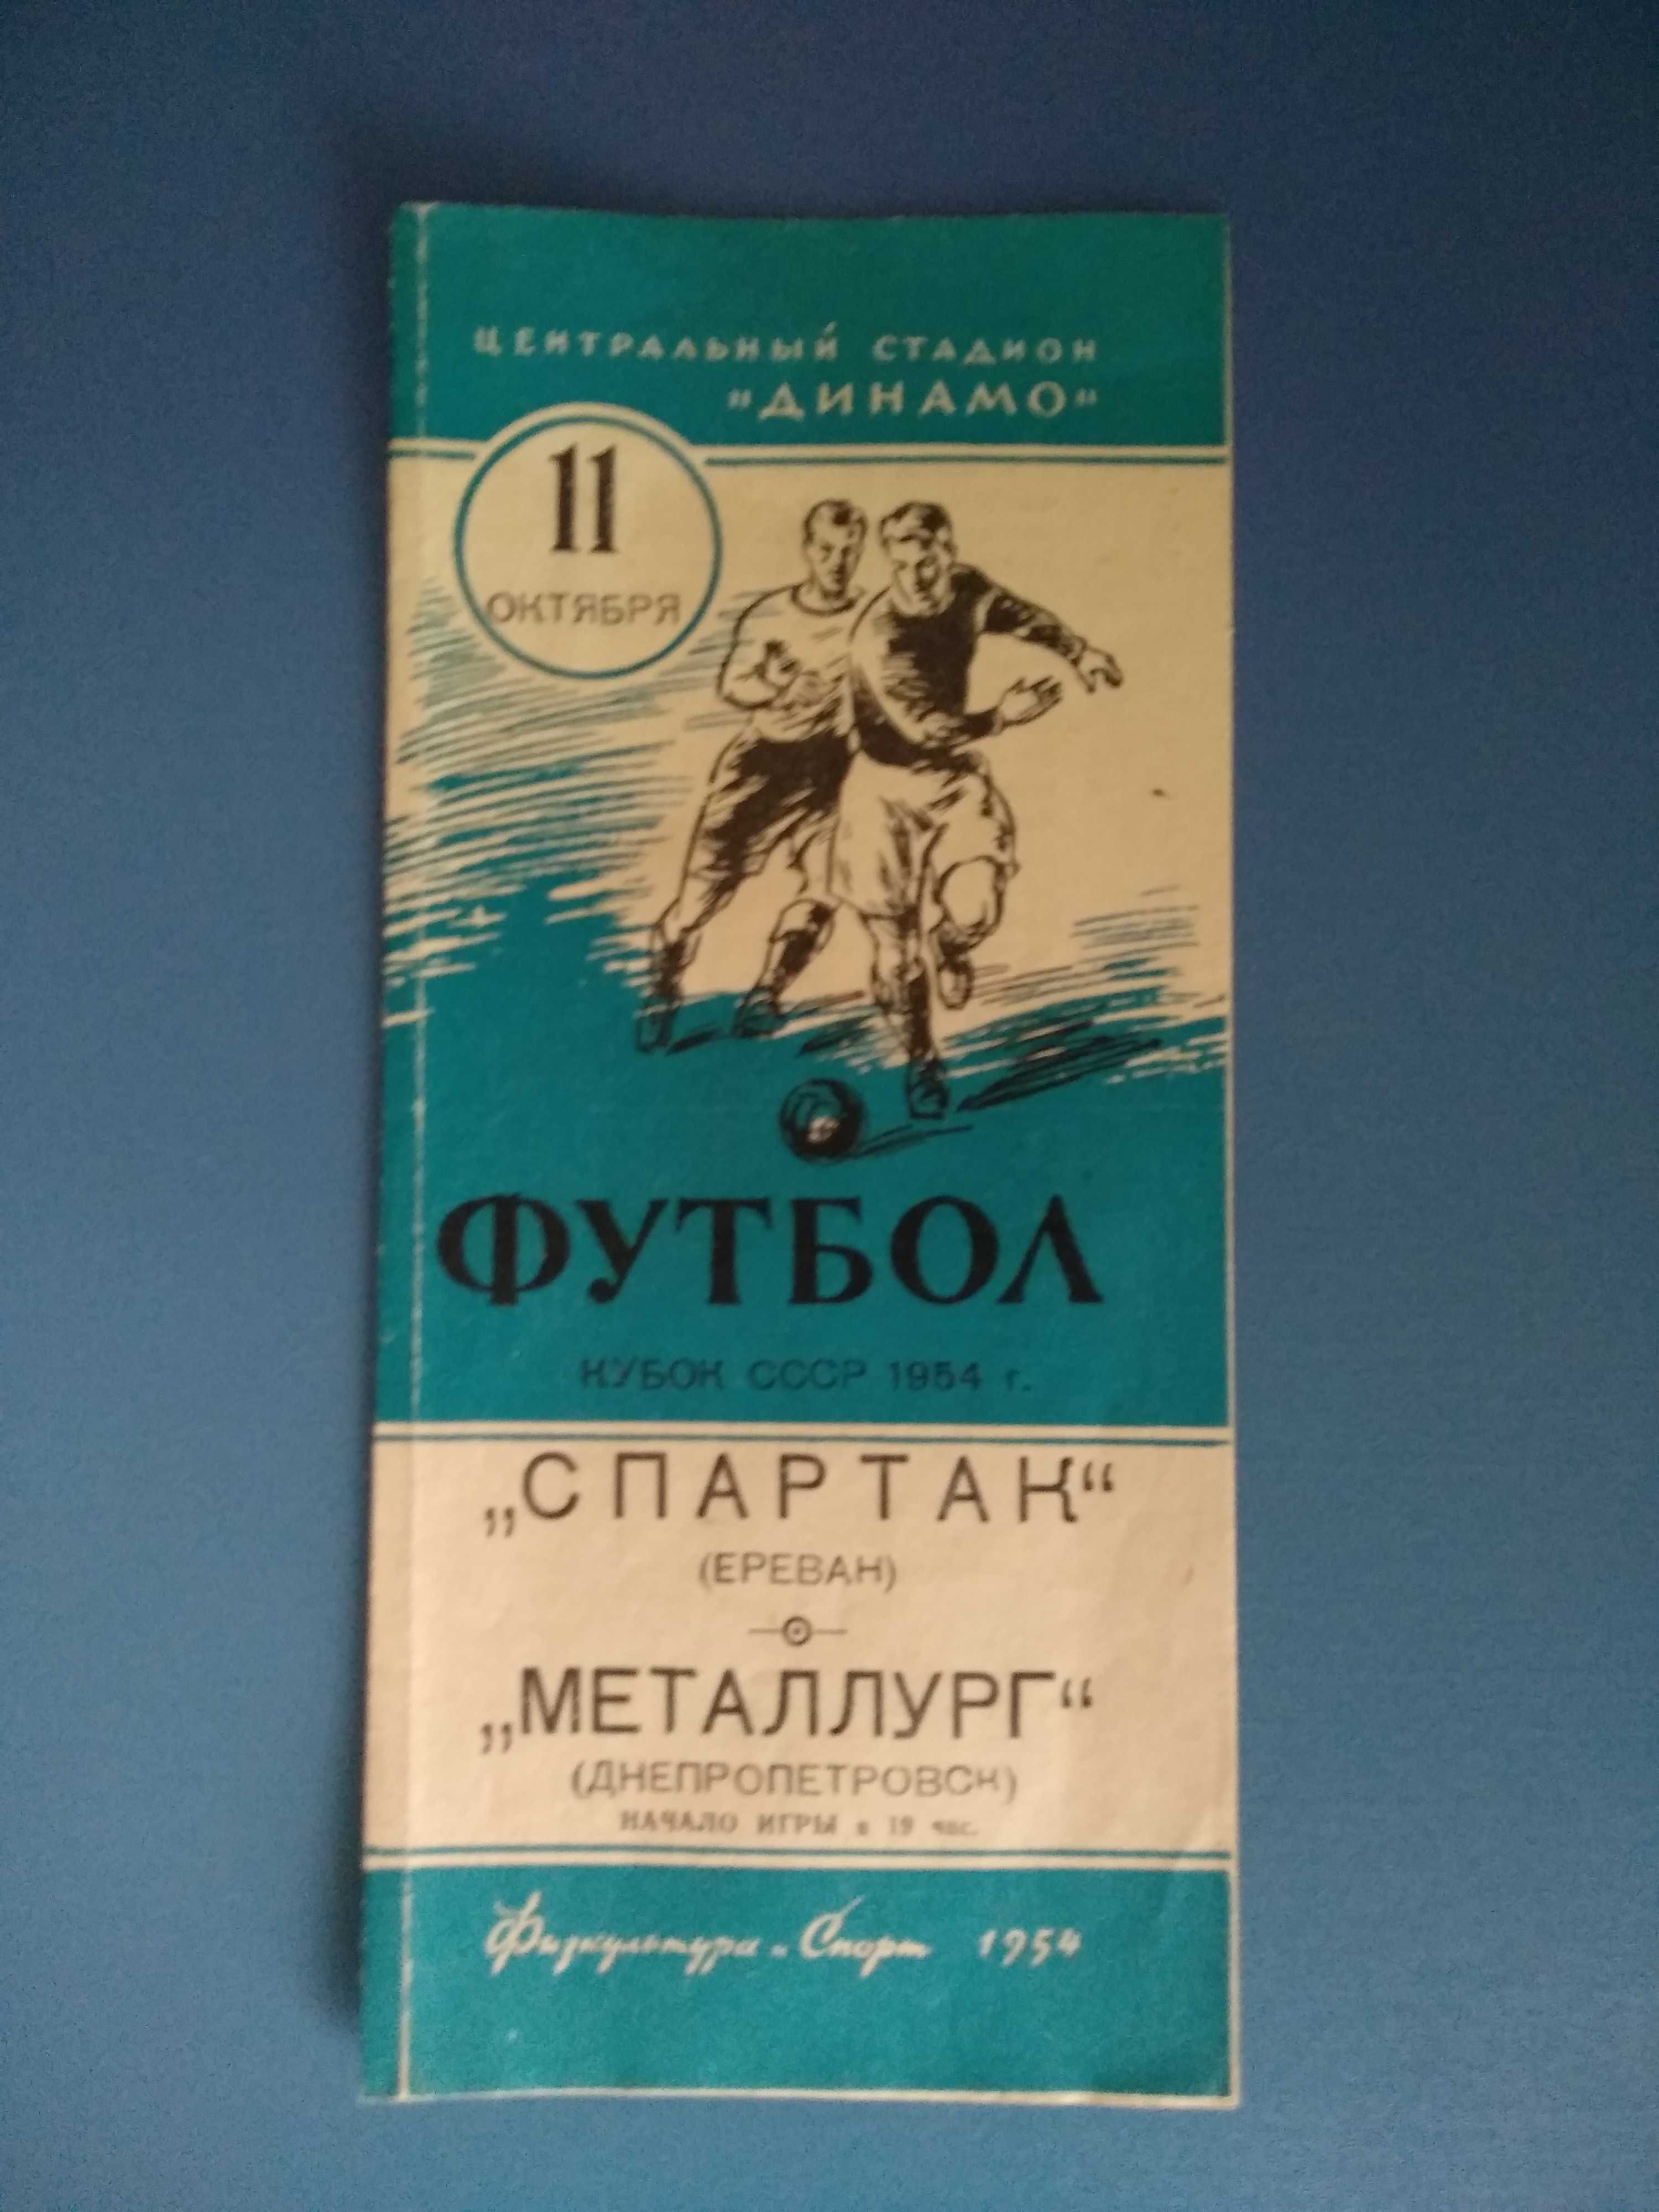 ЦЕНТРАЛЬНЫЙ СТАДИОН
"ДИНАМО"
11
ОКТЯБРЯ
ФУТБОЛ
КУБОК СССР 1954 г.
„СПАРТАК“
(ЕРЕВАН)
„МЕТАЛЛУРГ“
(ДНЕПРОПЕТРОВСК)
НАЧАЛО ИГРЫ в 19 час.
Физкультура и Спорт 1954